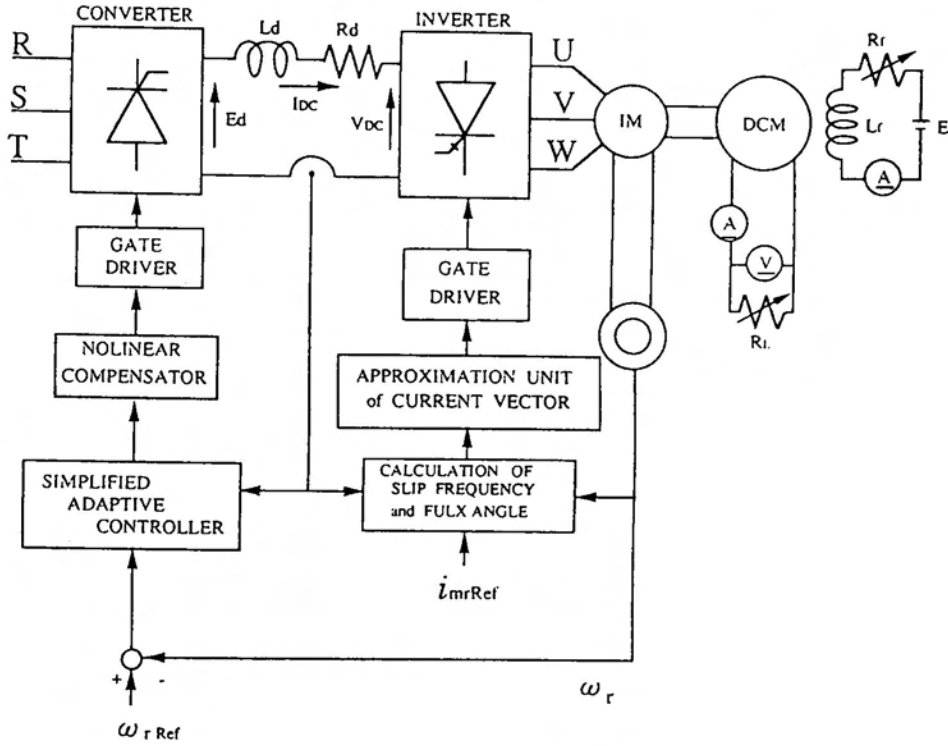 CONVERTER
Ld
Rd
INVERTER
R
S
T
Ed
IDC
VDC
U
V
W
IM
DCM
Rf
Lf
E
A
A
V
RL
GATE
DRIVER
GATE
DRIVER
NOLINEAR
COMPENSATOR
APPROXIMATION UNIT
of CURRENT VECTOR
SIMPLIFIED
ADAPTIVE
CONTROLLER
CALCULATION OF
SLIP FREQUENCY
and FULX ANGLE
imrRef
+
-
ωr
ωr Ref